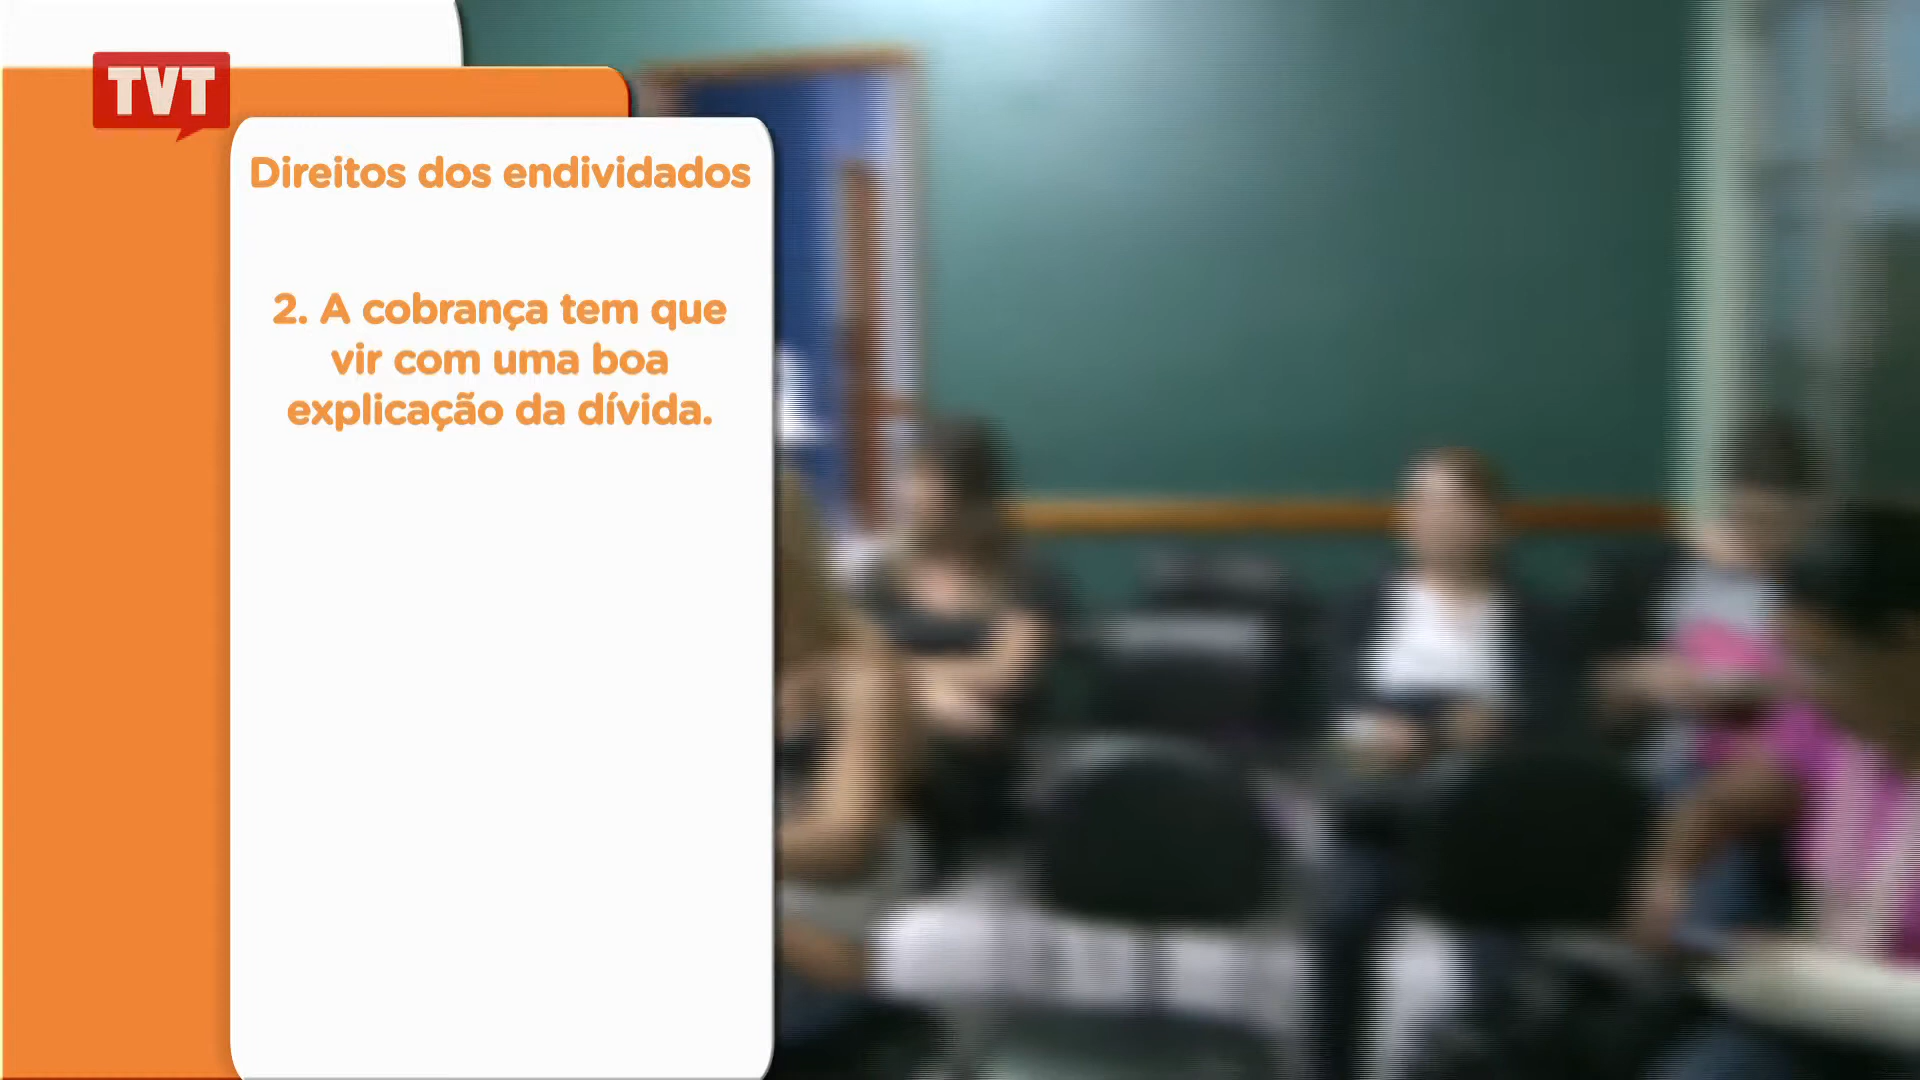 TVT
Direitos dos endividados
2. A cobrança tem que
vir com uma boa
explicação da dívida.